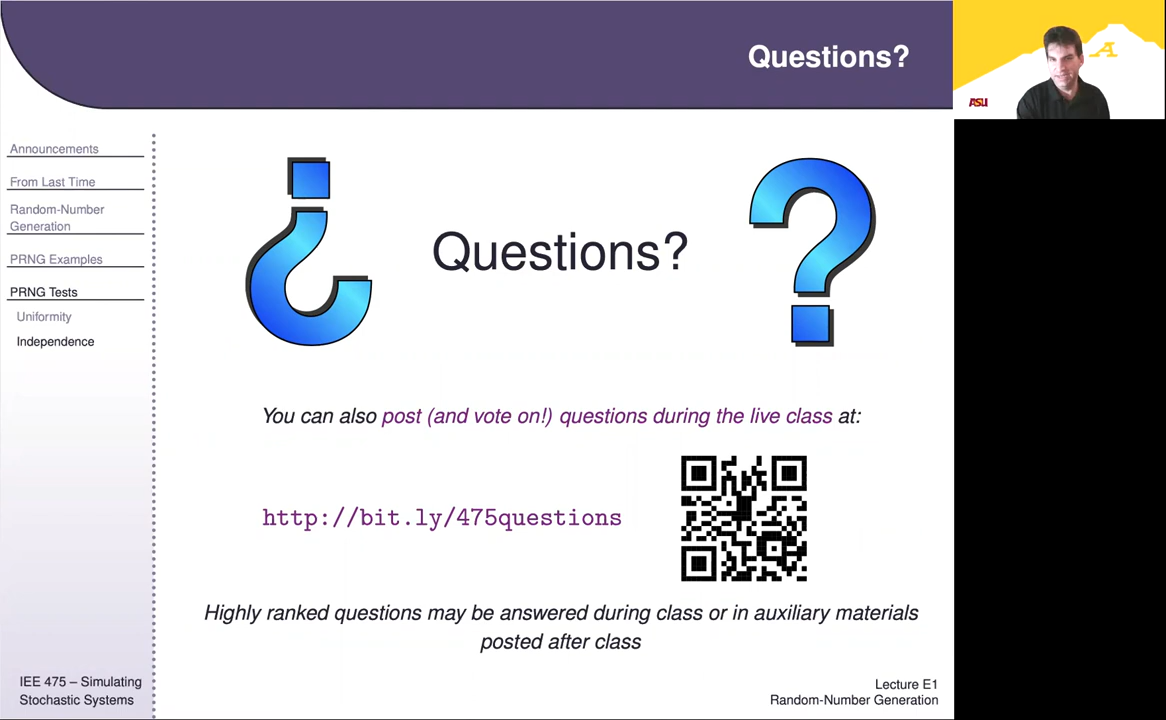 Questions?
ASU
A
Announcements
From Last Time
Random-Number
Generation
PRNG Examples
PRNG Tests
Uniformity
Independence
¿
Questions?
?
You can also post (and vote on!) questions during the live class at:
http://bit.ly/475questions
Highly ranked questions may be answered during class or in auxiliary materials
posted after class
IEE 475 – Simulating
Stochastic Systems
Lecture E1
Random-Number Generation